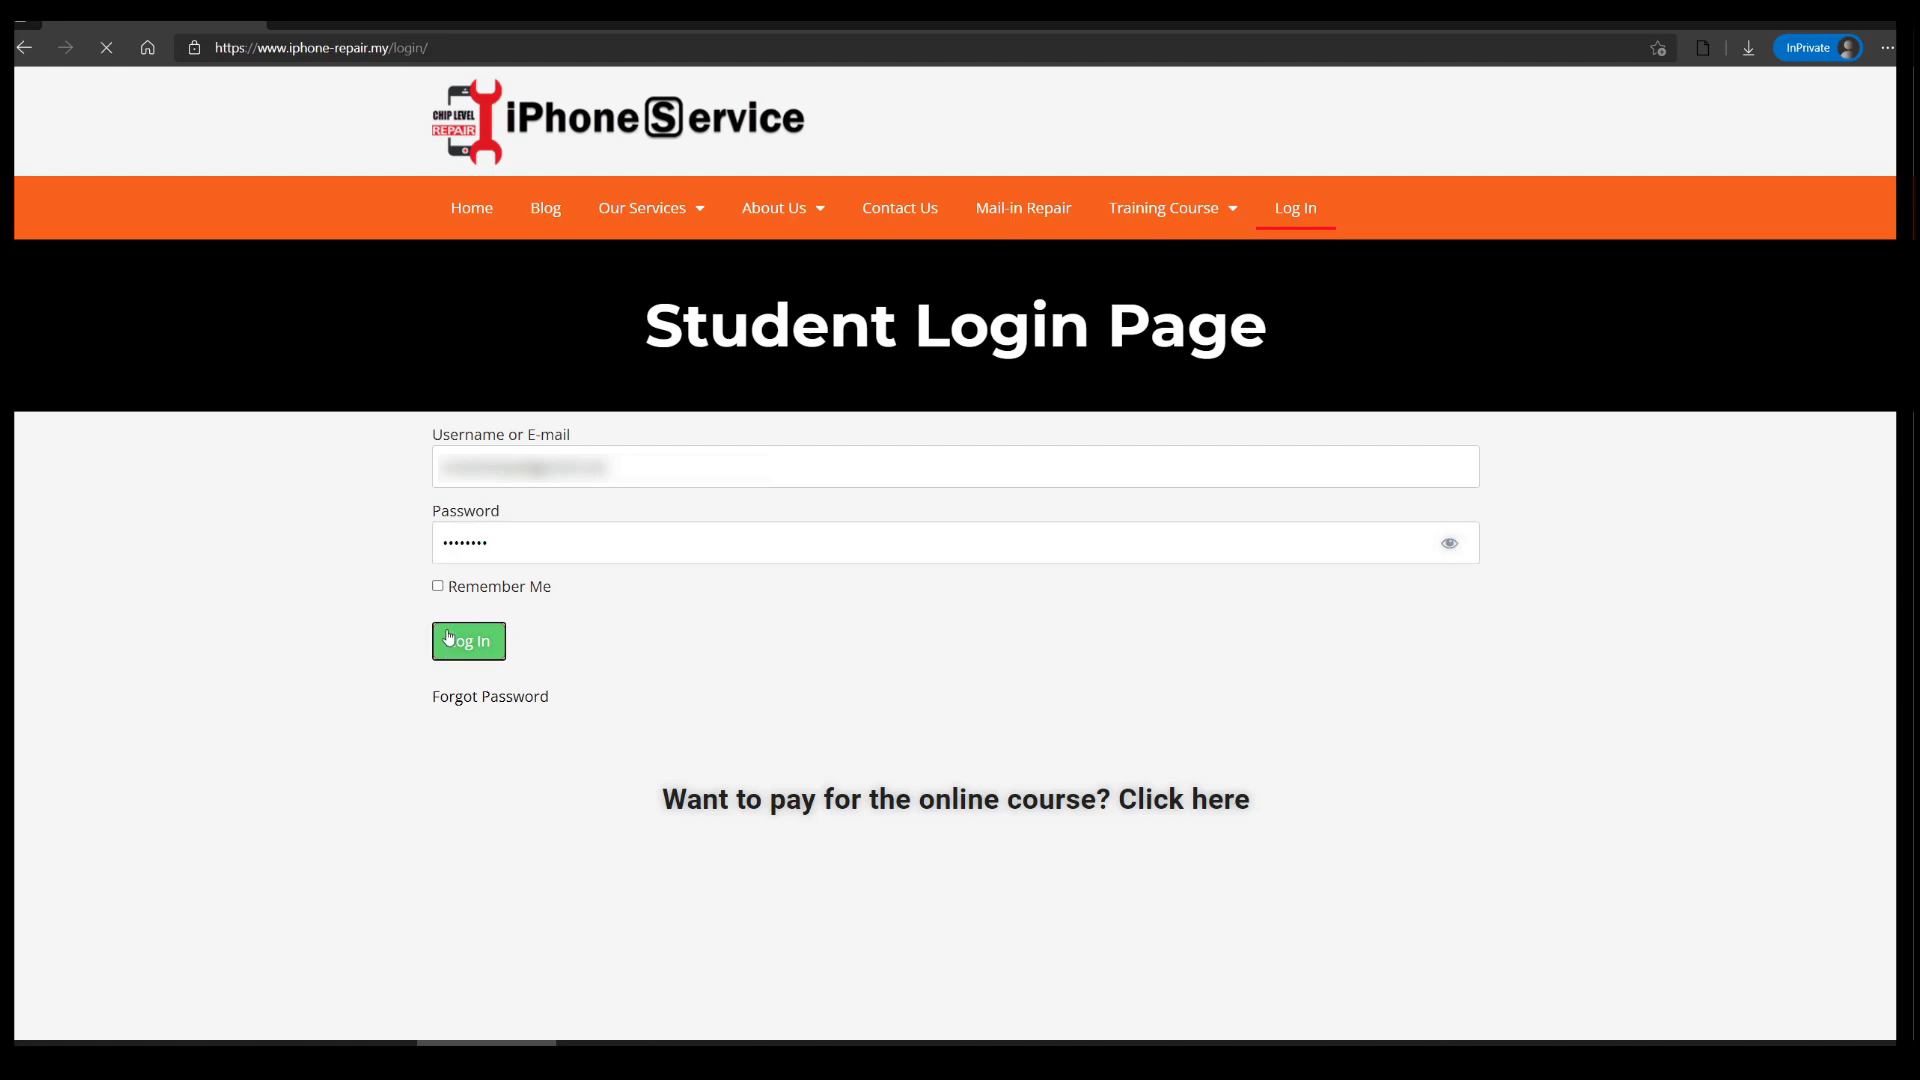 https://www.iphone-repair.my/login/
InPrivate
CHIP LEVEL
REPAIR
iPhone Service
Home
Blog
Our Services
About Us
Contact Us
Mail-in Repair
Training Course
Log In
Student Login Page
Username or E-mail
Password
••••••••
Remember Me
Log In
Forgot Password
Want to pay for the online course? Click here